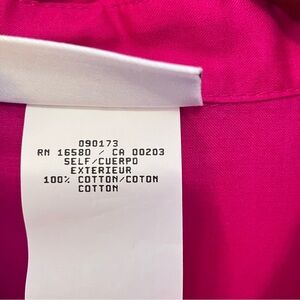 090173
RN 16580 / CA 00203
SELF/CUERPO
EXTERIEUR
100% COTTON/COTON
COTTON